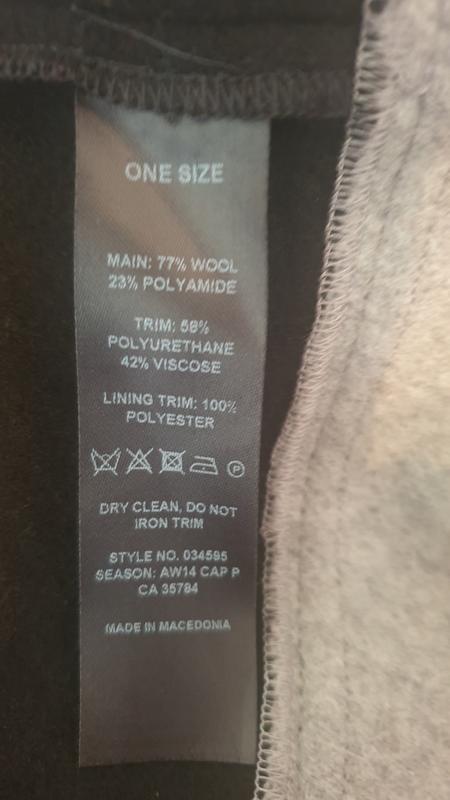 ONE SIZE
MAIN: 77% WOOL
23% POLYAMIDE
TRIM: 58%
POLYURETHANE
42% VISCOSE
LINING TRIM: 100%
POLYESTER
P
DRY CLEAN, DO NOT
IRON TRIM
STYLE NO. 034595
SEASON: AW14 CAP P
CA 35784
MADE IN MACEDONIA